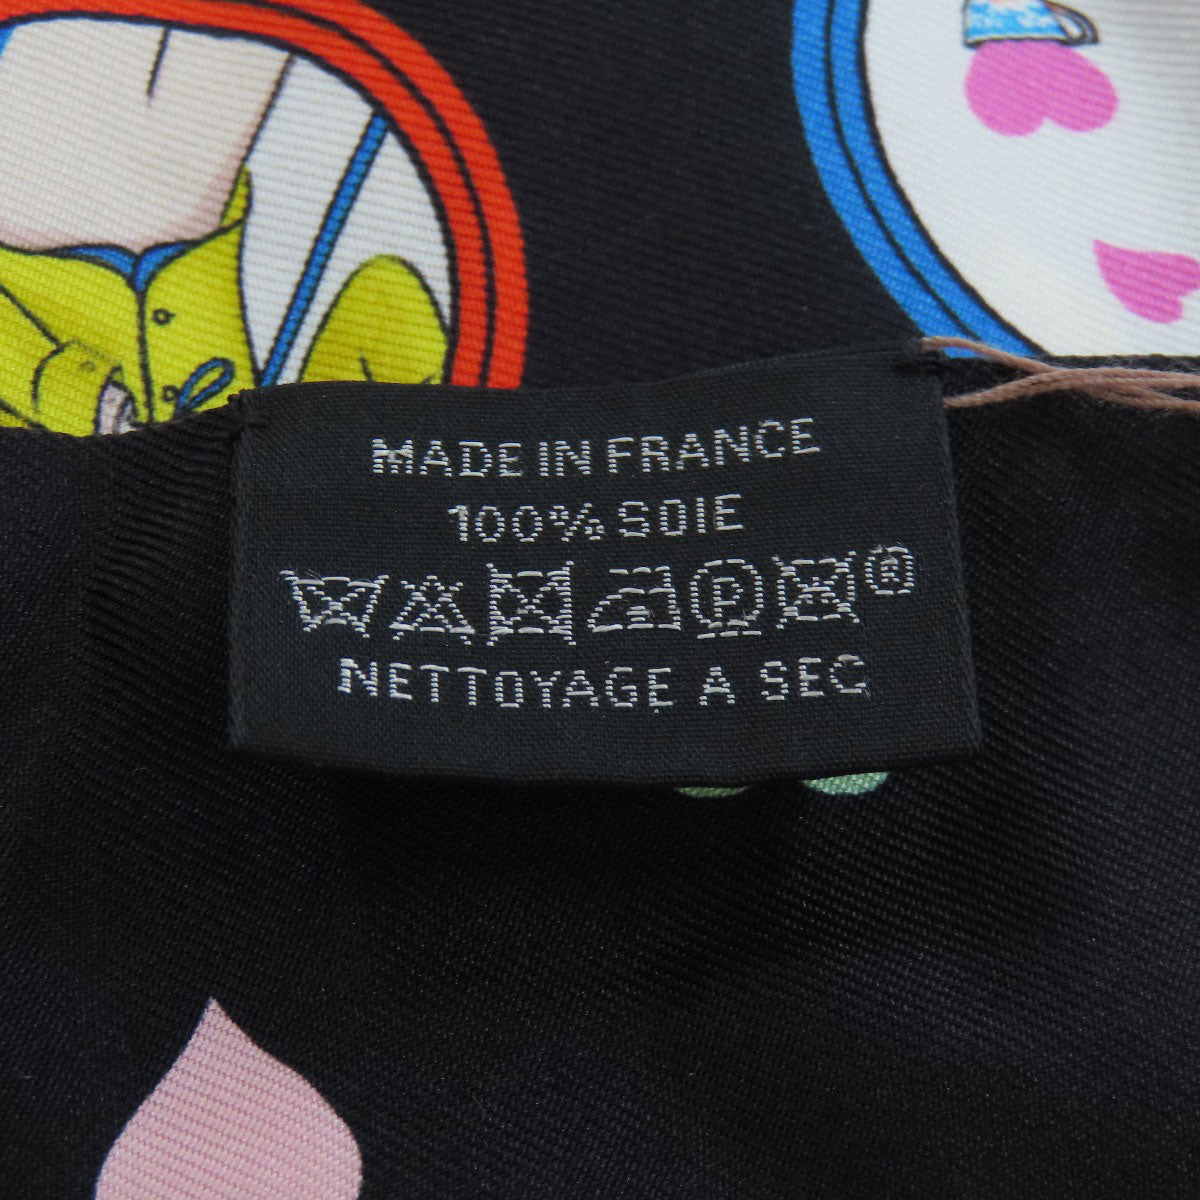 MADE IN FRANCE
100% SOIE
P ®
NETTOYAGE A SEC